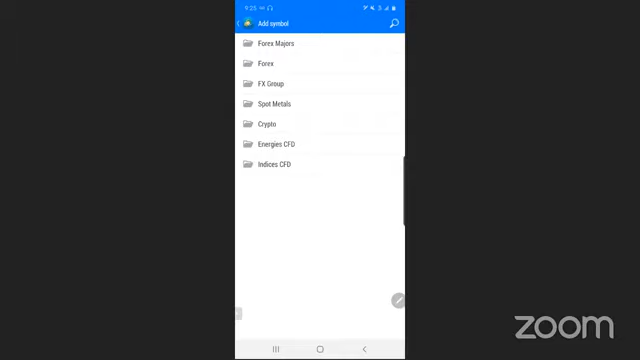 9:25
Add symbol
Forex Majors
Forex
FX Group
Spot Metals
Crypto
Energies CFD
Indices CFD
zoom